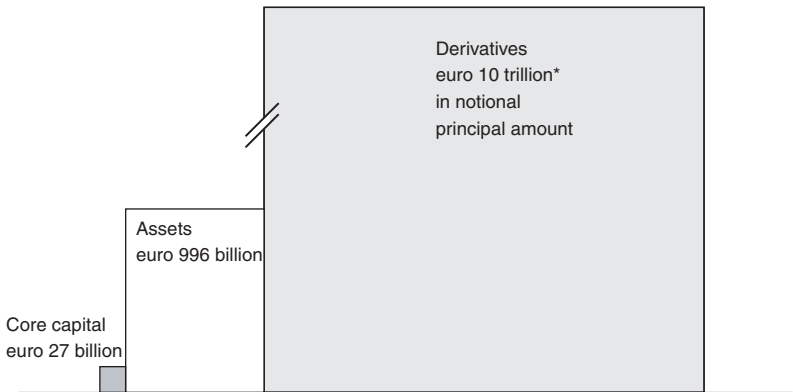 Derivatives
euro 10 trillion*
in notional
principal amount
Assets
euro 996 billion
Core capital
euro 27 billion